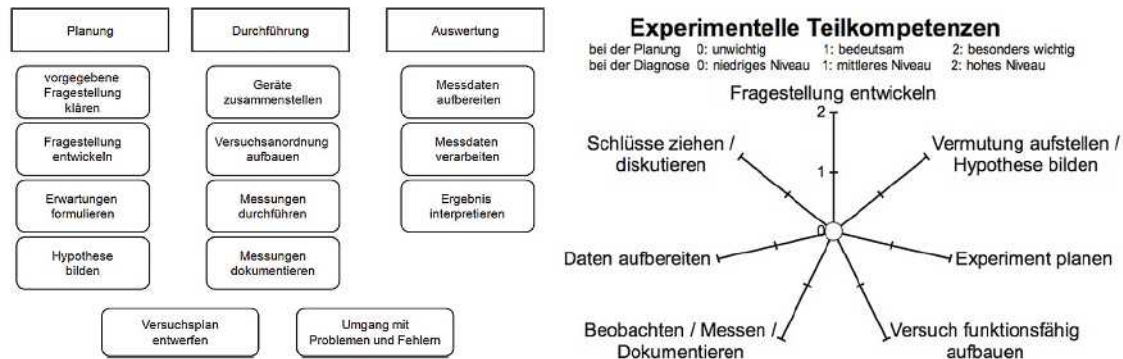 Planung
Durchführung
Auswertung
vorgegebene
Fragestellung
klären
Fragestellung
entwickeln
Erwartungen
formulieren
Hypothese
bilden
Geräte
zusammenstellen
Versuchsanordnung
aufbauen
Messungen
durchführen
Messungen
dokumentieren
Messdaten
aufbereiten
Messdaten
verarbeiten
Ergebnis
interpretieren
Versuchsplan
entwerfen
Umgang mit
Problemen und Fehlern
Experimentelle Teilkompetenzen
bei der Planung 0: unwichtig 1: bedeutsam 2: besonders wichtig
bei der Diagnose 0: niedriges Niveau 1: mittleres Niveau 2: hohes Niveau
Fragestellung entwickeln
2
1
0
Vermutung aufstellen /
Hypothese bilden
Experiment planen
Versuch funktionsfähig
aufbauen
Beobachten / Messen /
Dokumentieren
Daten aufbereiten
Schlüsse ziehen /
diskutieren